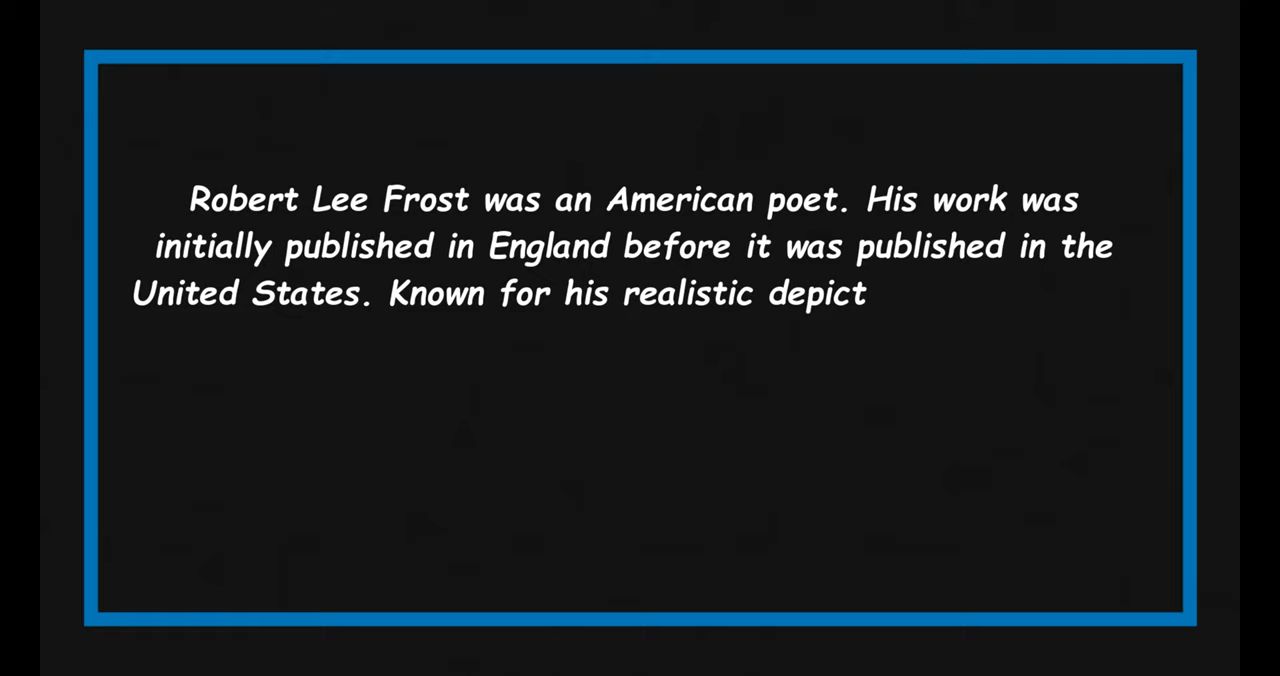 Robert Lee Frost was an American poet. His work was
initially published in England before it was published in the
United States. Known for his realistic depict